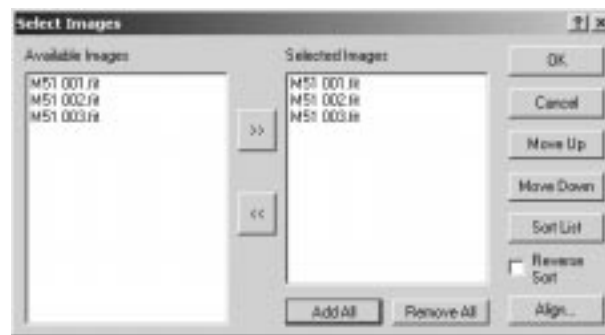 Select Images
? x
Available Images
M51 001.fit
M51 002.fit
M51 003.fit
>>
<<
Selected Images
M51 001.fit
M51 002.fit
M51 003.fit
Add All
Remove All
OK
Cancel
Move Up
Move Down
Sort List
Reverse
Sort
Align...